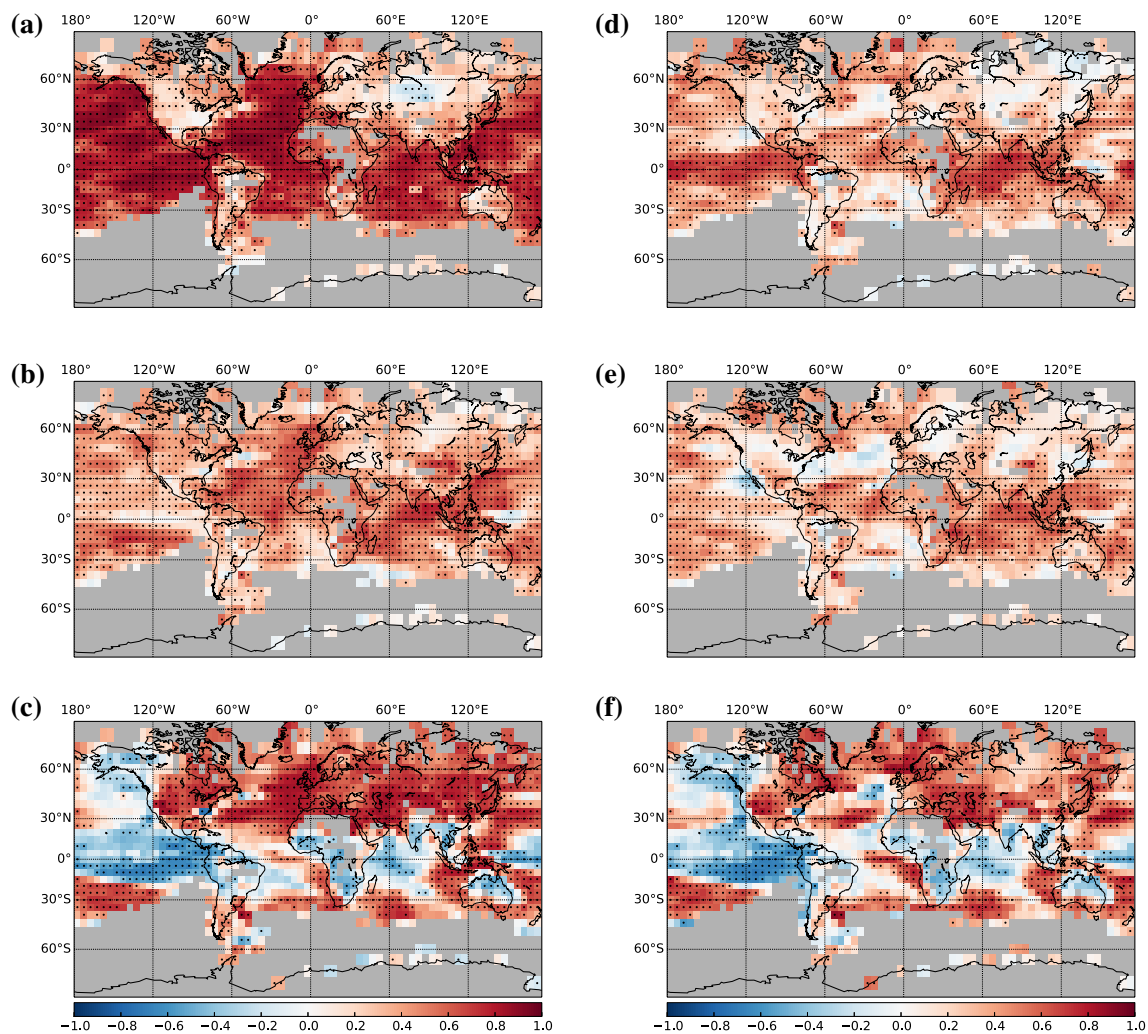 (a) 180° 120°W 60°W 0° 60°E 120°E
60°N
30°N
0°
30°S
60°S
(d) 180° 120°W 60°W 0° 60°E 120°E
60°N
30°N
0°
30°S
60°S
(b) 180° 120°W 60°W 0° 60°E 120°E
60°N
30°N
0°
30°S
60°S
(e) 180° 120°W 60°W 0° 60°E 120°E
60°N
30°N
0°
30°S
60°S
(c) 180° 120°W 60°W 0° 60°E 120°E
60°N
30°N
0°
30°S
60°S
−1.0 −0.8 −0.6 −0.4 −0.2 0.0 0.2 0.4 0.6 0.8 1.0
(f) 180° 120°W 60°W 0° 60°E 120°E
60°N
30°N
0°
30°S
60°S
−1.0 −0.8 −0.6 −0.4 −0.2 0.0 0.2 0.4 0.6 0.8 1.0